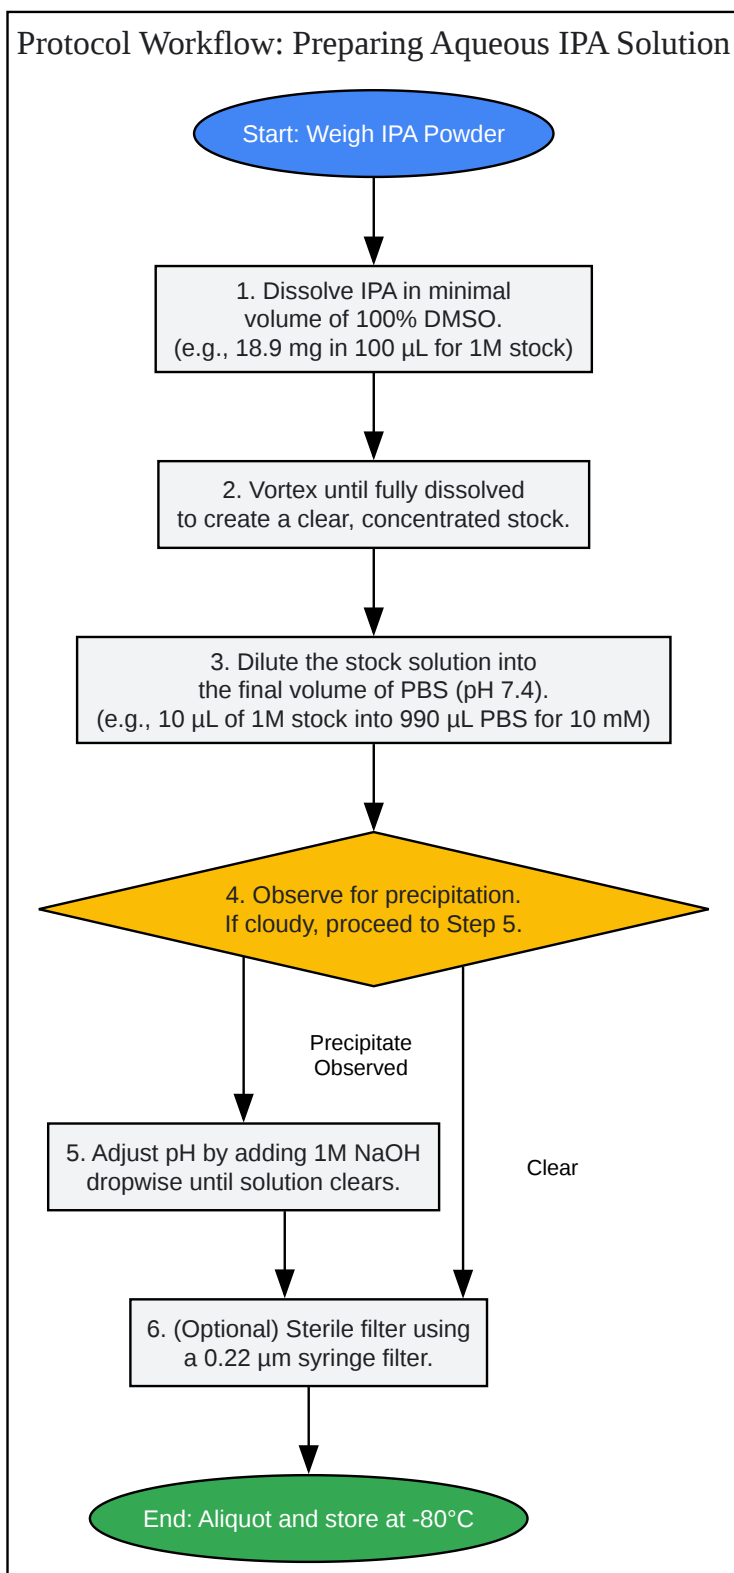 Protocol Workflow: Preparing Aqueous IPA Solution
Start: Weigh IPA Powder
1. Dissolve IPA in minimal
volume of 100% DMSO.
(e.g., 18.9 mg in 100 µL for 1M stock)
2. Vortex until fully dissolved
to create a clear, concentrated stock.
3. Dilute the stock solution into
the final volume of PBS (pH 7.4).
(e.g., 10 µL of 1M stock into 990 µL PBS for 10 mM)
4. Observe for precipitation.
If cloudy, proceed to Step 5.
Precipitate
Observed
5. Adjust pH by adding 1M NaOH
dropwise until solution clears.
Clear
6. (Optional) Sterile filter using
a 0.22 µm syringe filter.
End: Aliquot and store at -80°C